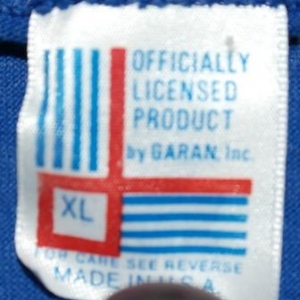 OFFICIALLY
LICENSED
PRODUCT
by GARAN, Inc.
XL
FOR CARE SEE REVERSE
MADE IN U.S.A.